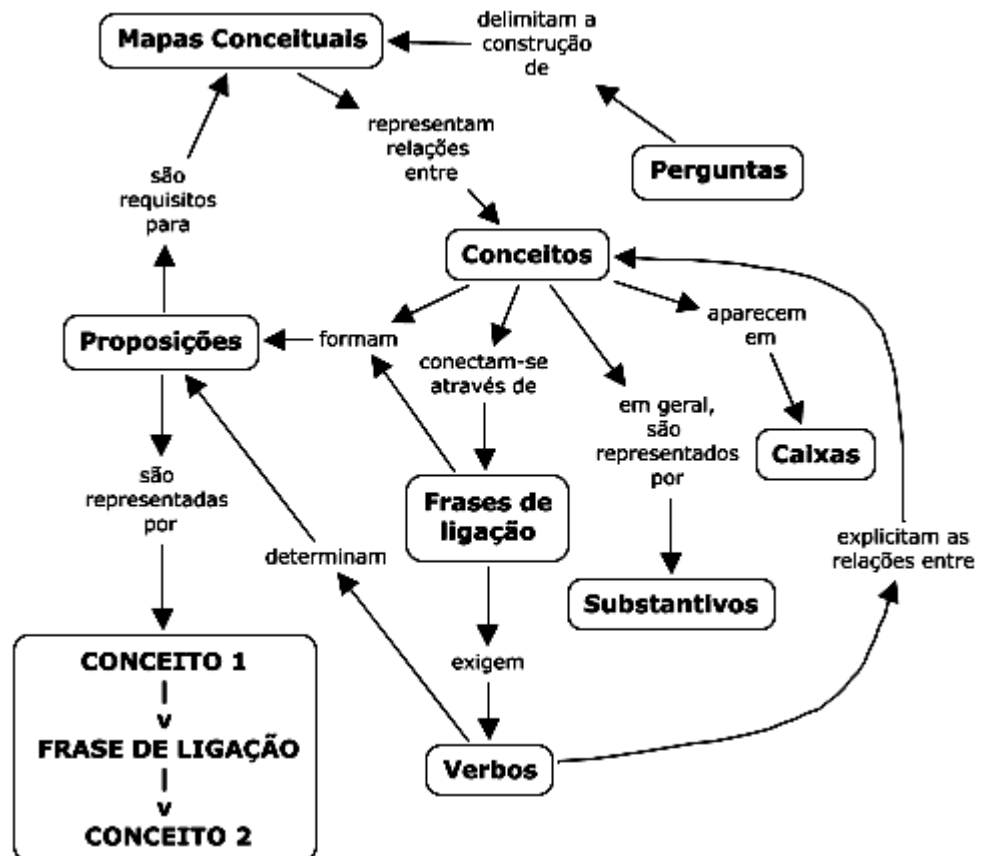 Mapas Conceituais
delimitam a
construção
de
representam
relações
entre
Perguntas
são
requisitos
para
Conceitos
Proposições
formam
conectam-se
através de
aparecem
em
em geral,
são
representados
por
Caixas
são
representadas
por
Frases de
ligação
determinam
explicitam as
relações entre
Substantivos
exigem
Verbos
CONCEITO 1
|
v
FRASE DE LIGAÇÃO
|
v
CONCEITO 2